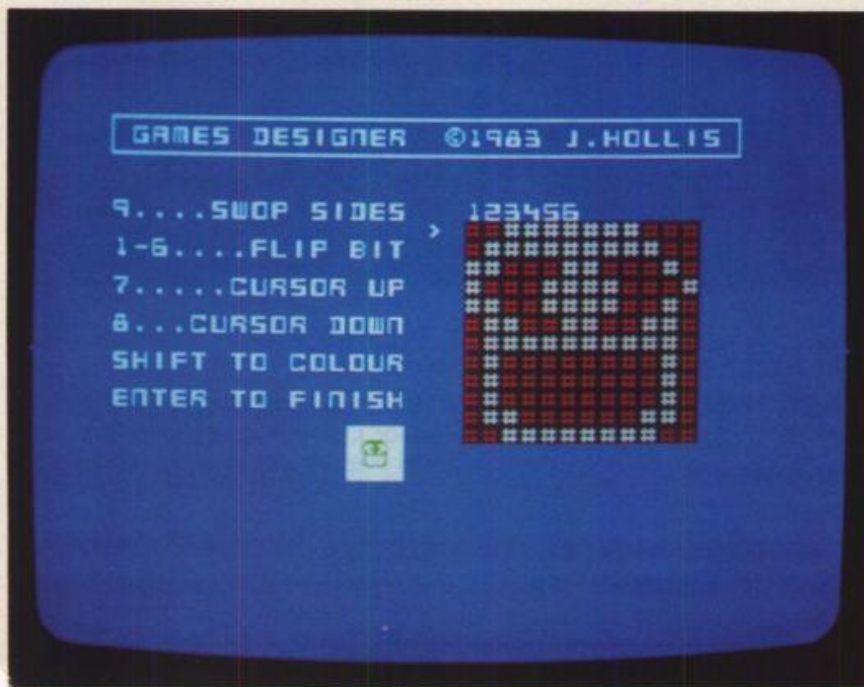 GAMES DESIGNER ©1983 J.HOLLIS
9....SWOP SIDES
1-6....FLIP BIT
7.....CURSOR UP
8...CURSOR DOWN
SHIFT TO COLOUR
ENTER TO FINISH
123456
>